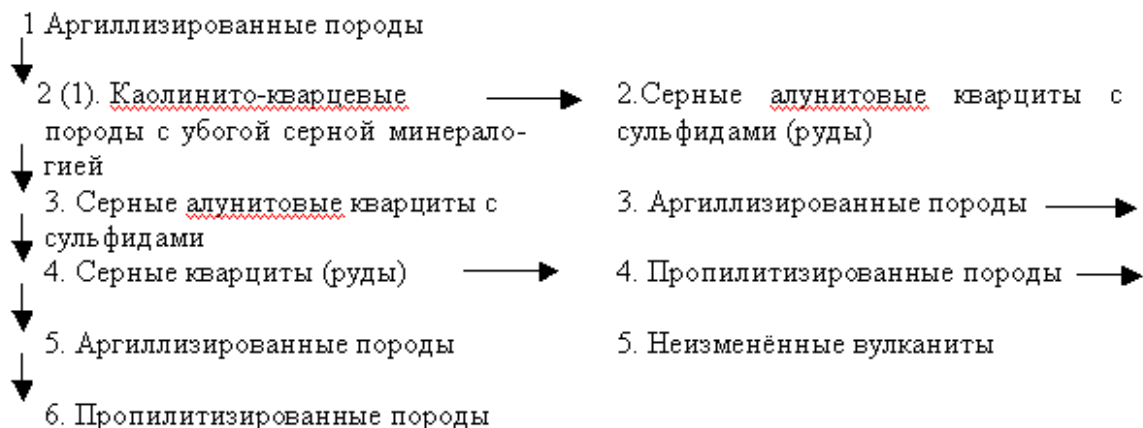 1 Аргиллизированные породы
2 (1). Каолинито-кварцевые
породы с убогой серной минерало-
гией
3. Серные алунитовые кварциты с
сульфидами
4. Серные кварциты (руды)
5. Аргиллизированные породы
6. Пропилитизированные породы
2.Серные алунитовые кварциты с
сульфидами (руды)
3. Аргиллизированные породы
4. Пропилитизированные породы
5. Неизменённые вулканиты